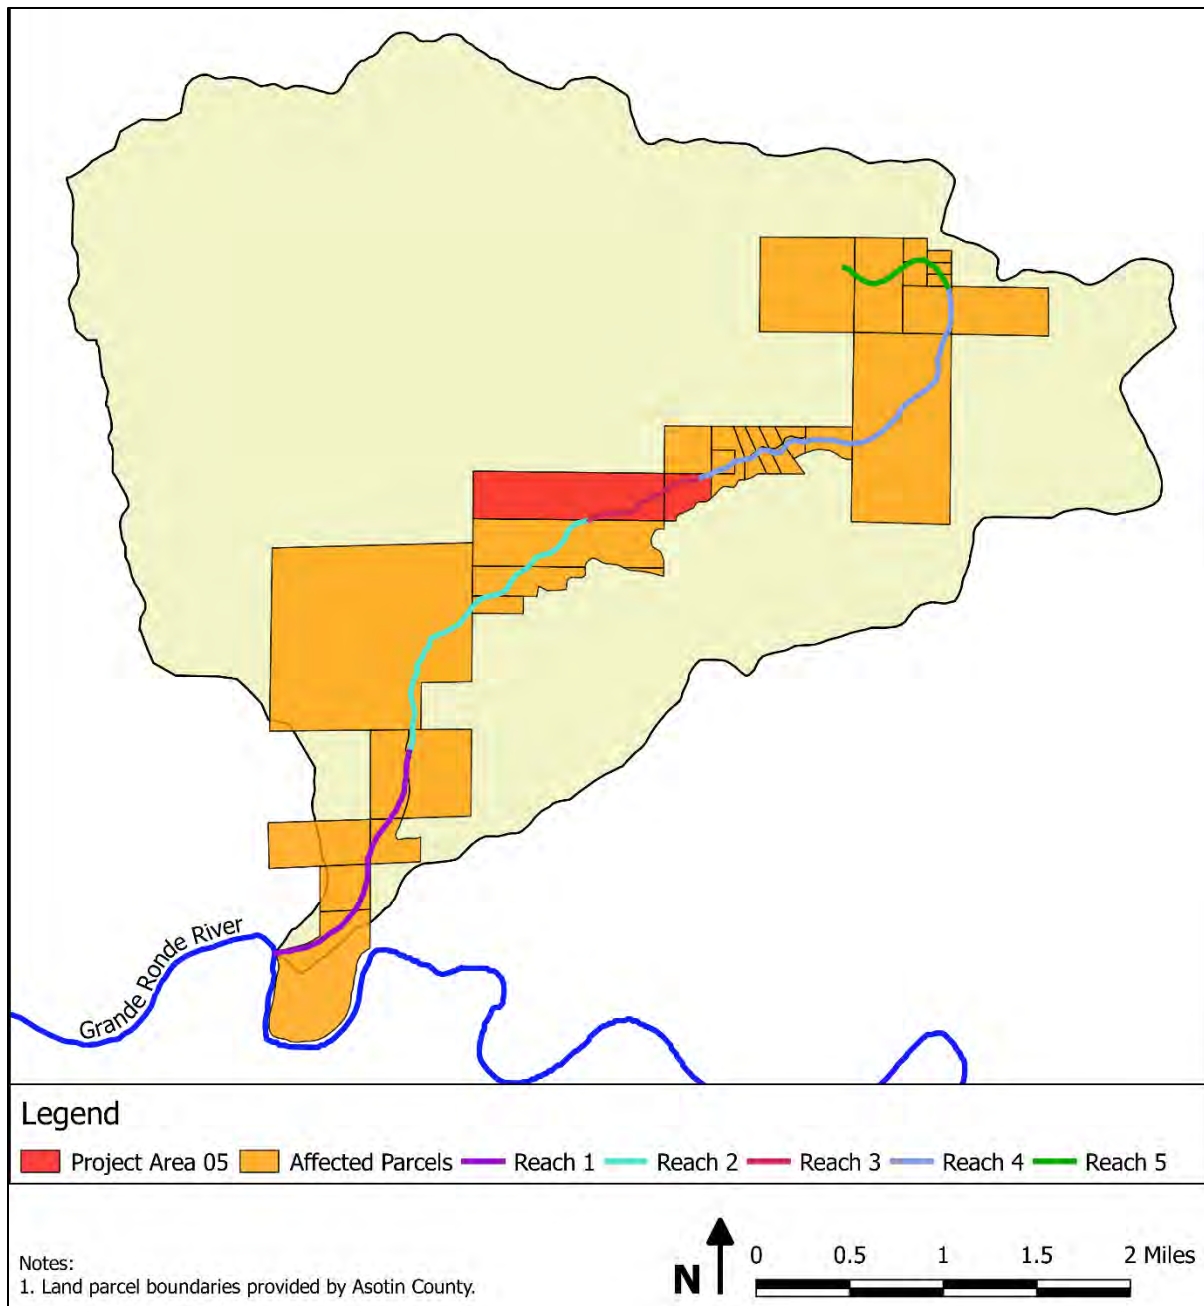 Grande Ronde River
Legend
Project Area 05 Affected Parcels Reach 1 Reach 2 Reach 3 Reach 4 Reach 5
Notes:
1. Land parcel boundaries provided by Asotin County.
N 0 0.5 1 1.5 2 Miles